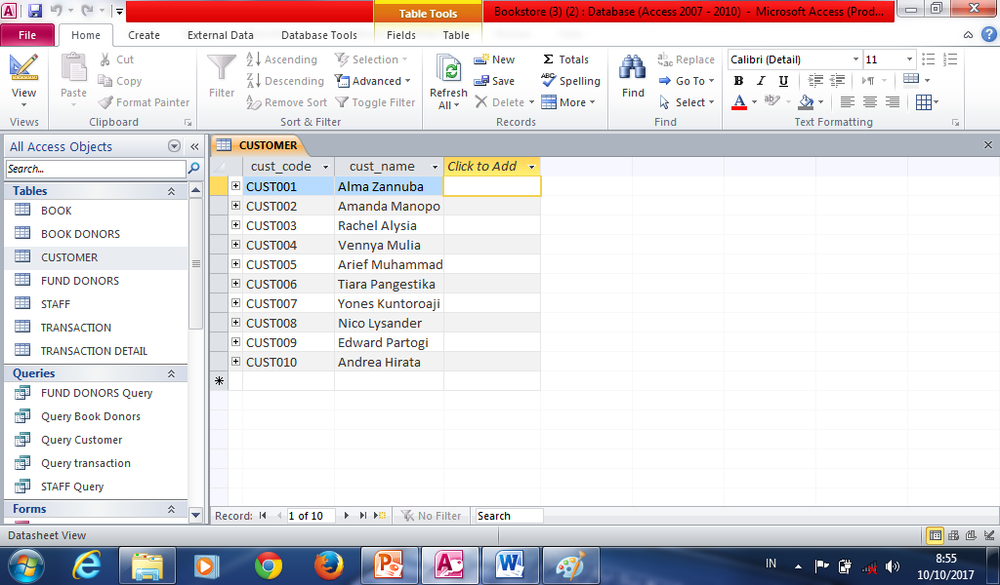 Table Tools
Bookstore (3) (2) : Database (Access 2007 - 2010) - Microsoft Access (Prod...
File Home Create External Data Database Tools Fields Table
View
Views
Paste
Cut
Copy
Format Painter
Clipboard
Filter
Ascending
Descending
Remove Sort
Selection
Advanced
Toggle Filter
Sort & Filter
Refresh All
New
Save
Delete
Totals
Spelling
More
Records
Find
Replace
Go To
Select
Find
Calibri (Detail) 11
B I U
A ab
Text Formatting
All Access Objects
Search...
Tables
BOOK
BOOK DONORS
CUSTOMER
FUND DONORS
STAFF
TRANSACTION
TRANSACTION DETAIL
Queries
FUND DONORS Query
Query Book Donors
Query Customer
Query transaction
STAFF Query
Forms
CUSTOMER
cust_code cust_name Click to Add
CUST001 Alma Zannuba
CUST002 Amanda Manopo
CUST003 Rachel Alysia
CUST004 Vennya Mulia
CUST005 Arief Muhammad
CUST006 Tiara Pangestika
CUST007 Yones Kuntoroaji
CUST008 Nico Lysander
CUST009 Edward Partogi
CUST010 Andrea Hirata
Record: 1 of 10 No Filter Search
Datasheet View
IN
8:55
10/10/2017